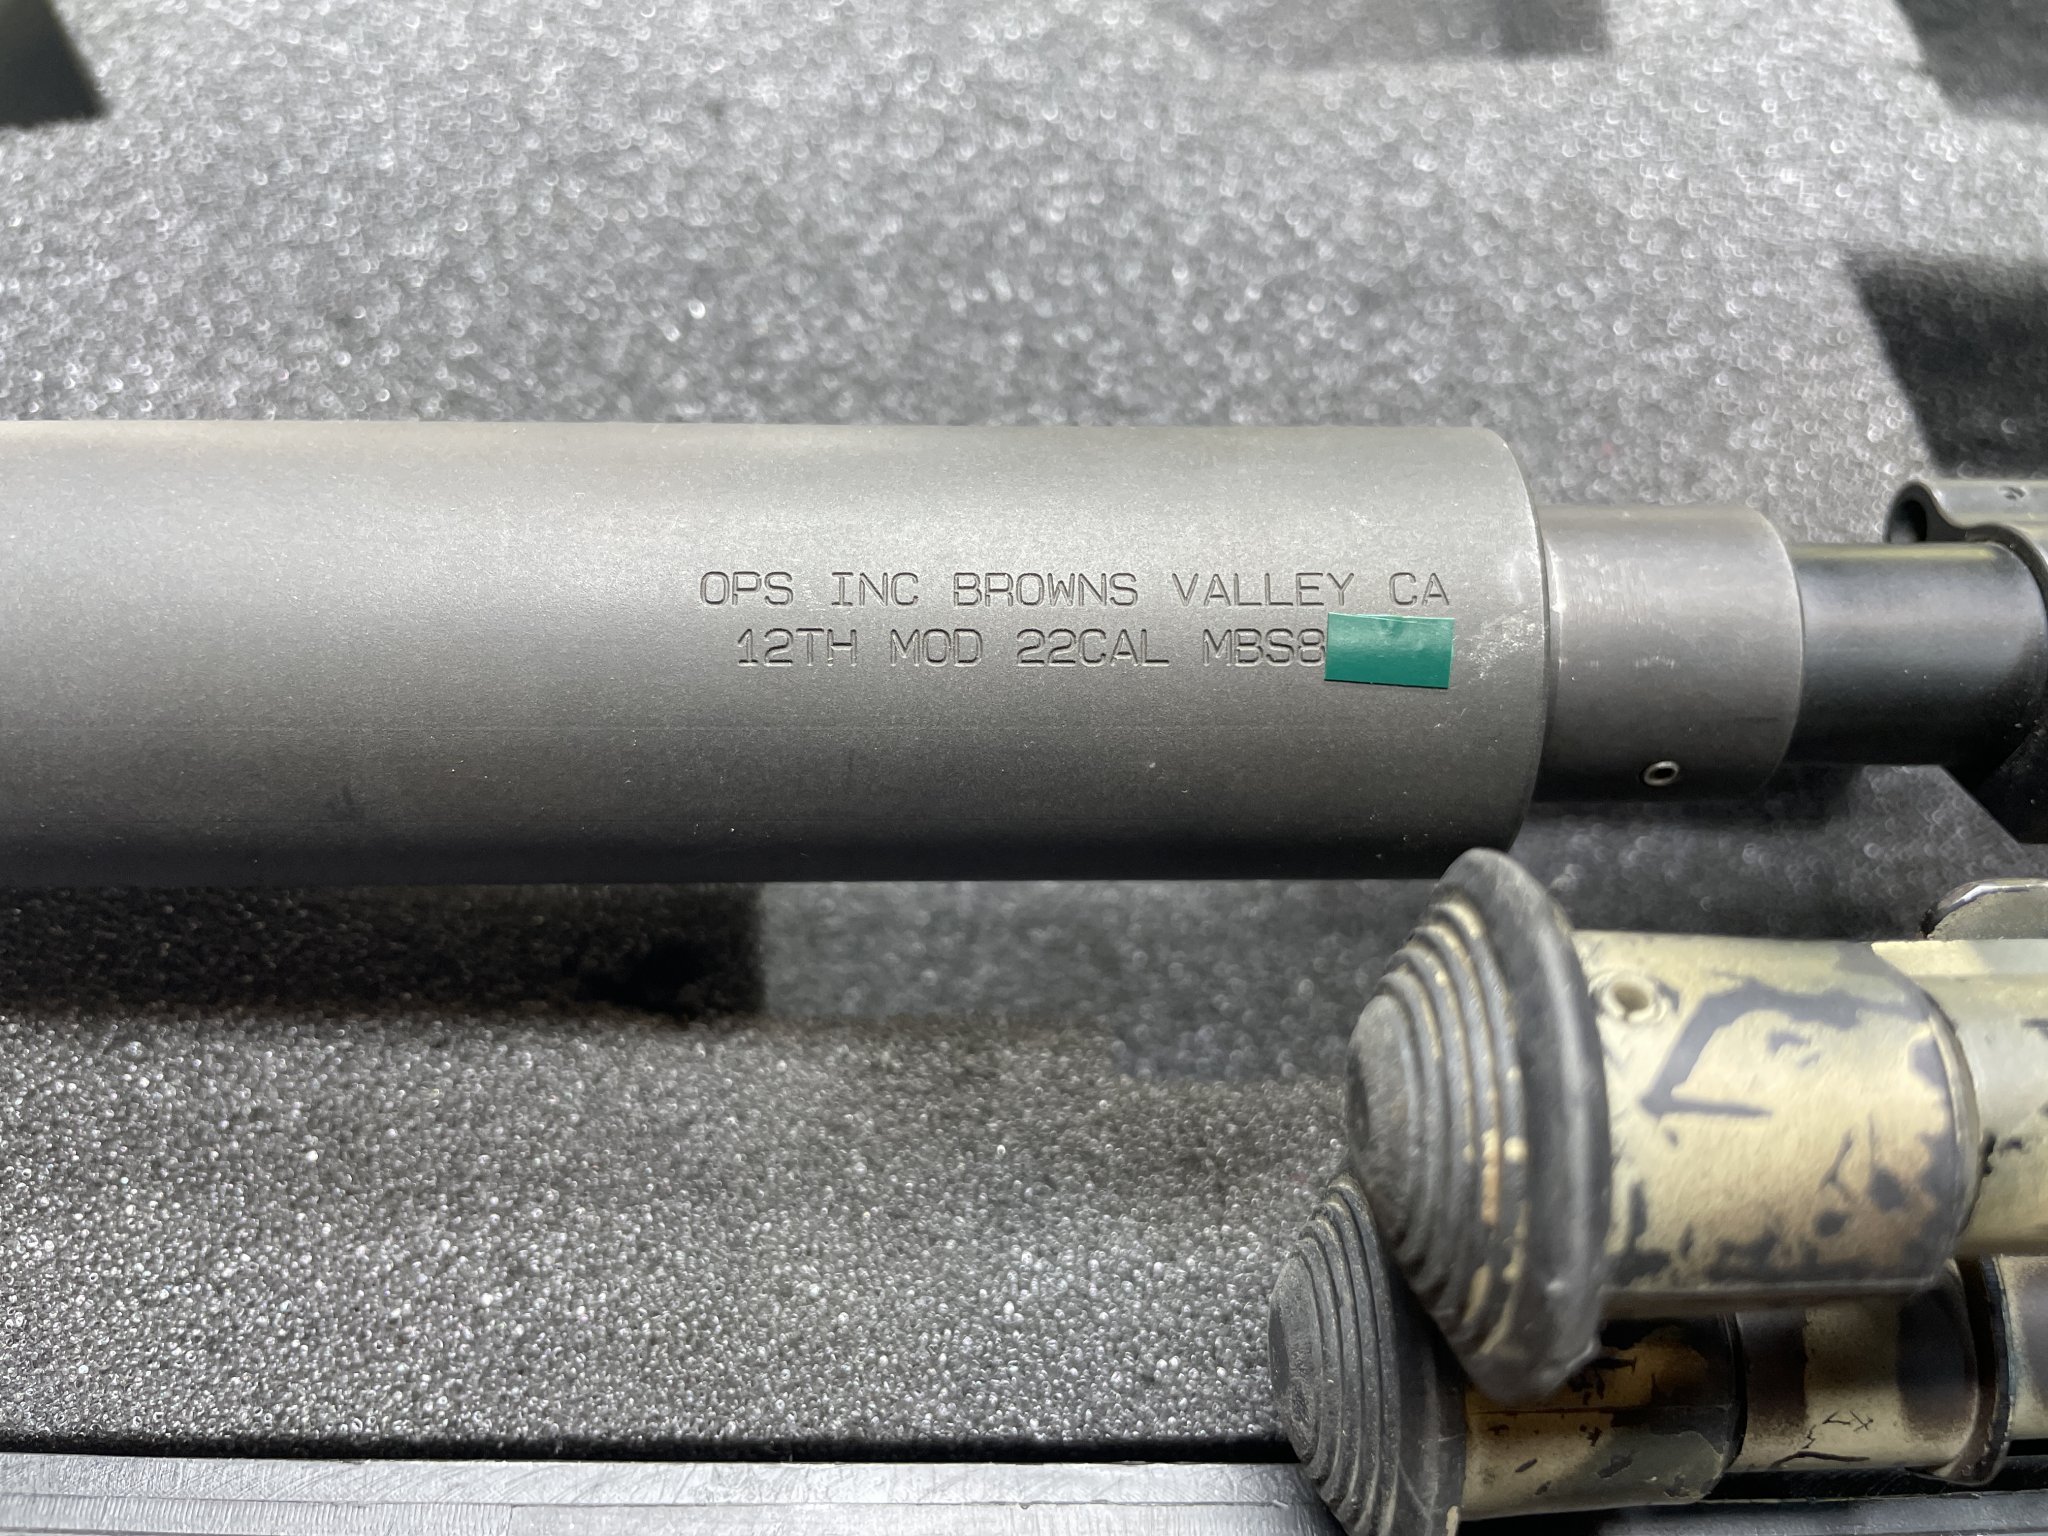 OPS INC BROWNS VALLEY CA
12TH MOD 22CAL MBS8